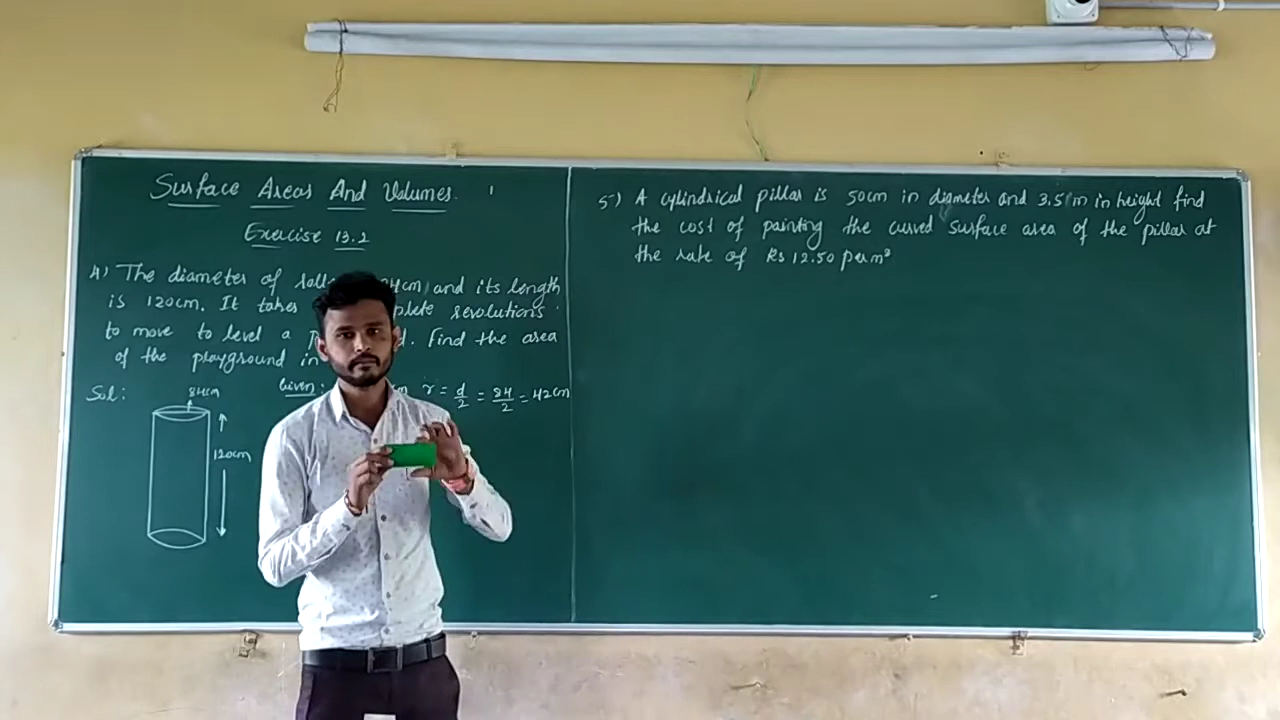 Surface Areas And Volumes.
Exercise 13.2
4) The diameter of 84cm and its length
is 120cm. It takes revolutions
to move to level a Find the area
of the playground in
Sol:
84cm
120cm
Given:
r = d/2 = 84/2 = 42cm
5) A cylindrical pillar is 50cm in diameter and 3.5 m in height find
the cost of painting the curved surface area of the pillar at
the rate of Rs 12.50 per m²